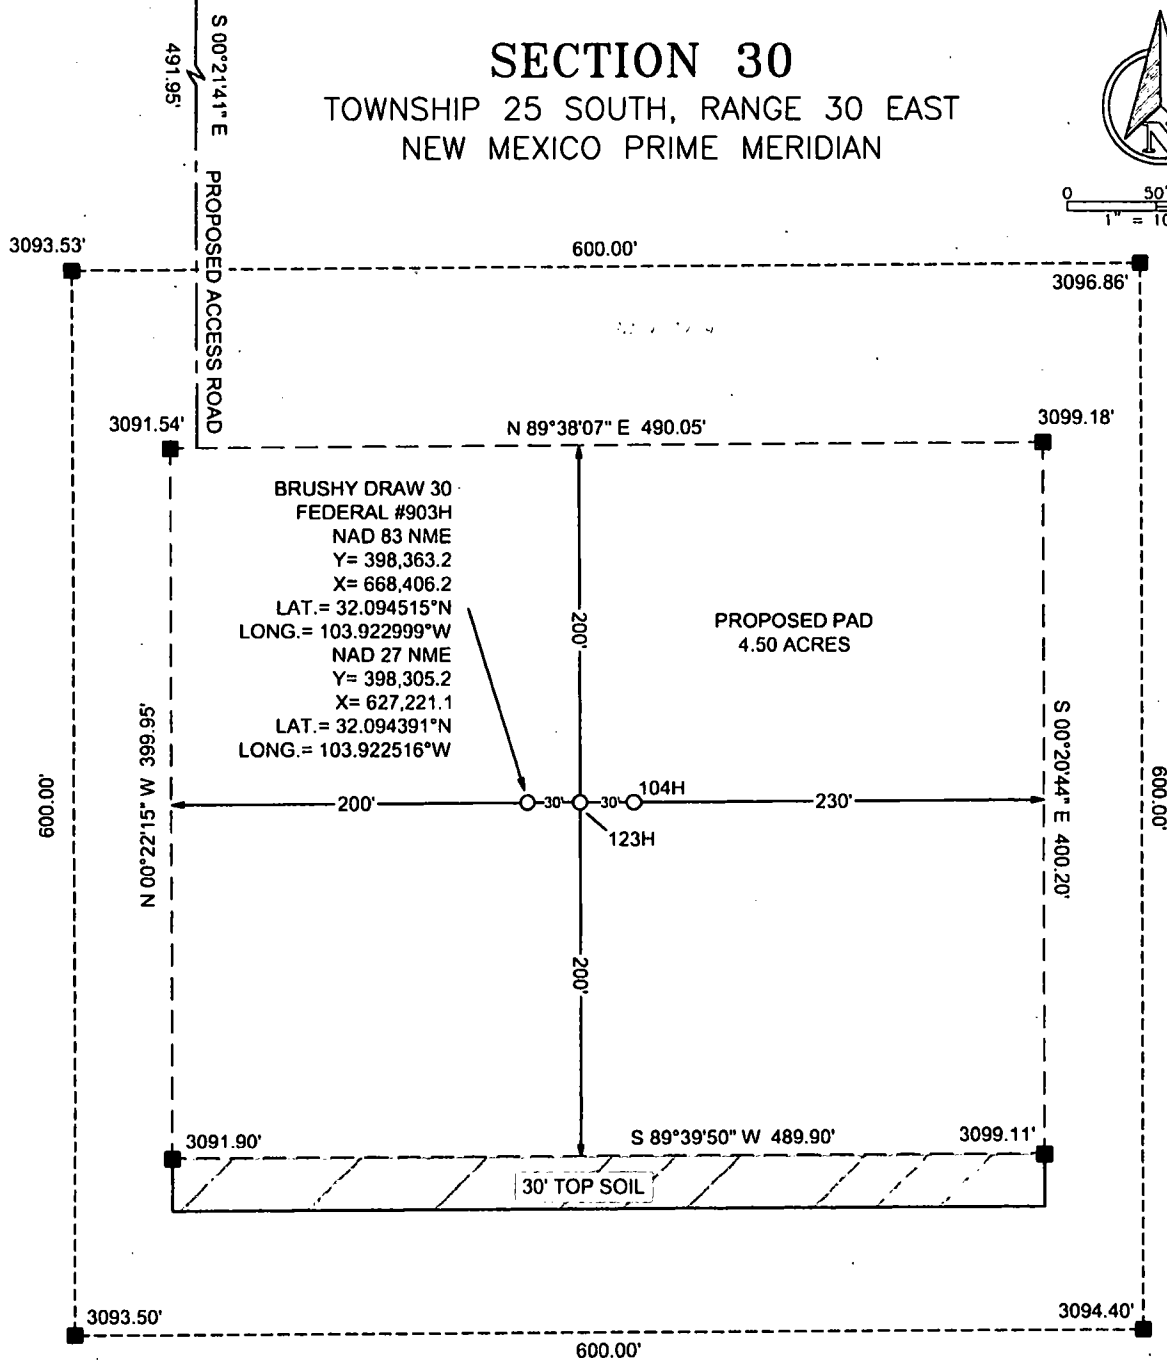 SECTION 30
TOWNSHIP 25 SOUTH, RANGE 30 EAST
NEW MEXICO PRIME MERIDIAN
S 00°21'41" E
491.95'
PROPOSED ACCESS ROAD
N
0 50'
1" = 10
3093.53'
600.00'
3096.86'
3091.54'
N 89°38'07" E 490.05'
3099.18'
BRUSHY DRAW 30
FEDERAL #903H
NAD 83 NME
Y= 398,363.2
X= 668,406.2
LAT.= 32.094515°N
LONG.= 103.922999°W
NAD 27 NME
Y= 398,305.2
X= 627,221.1
LAT.= 32.094391°N
LONG.= 103.922516°W
200'
PROPOSED PAD
4.50 ACRES
600.00'
N 00°22'15" W 399.95'
S 00°20'44" E 400.20'
600.00'
200'
30'
30'
104H
230'
123H
200'
3091.90'
S 89°39'50" W 489.90'
3099.11'
30' TOP SOIL
3093.50'
3094.40'
600.00'